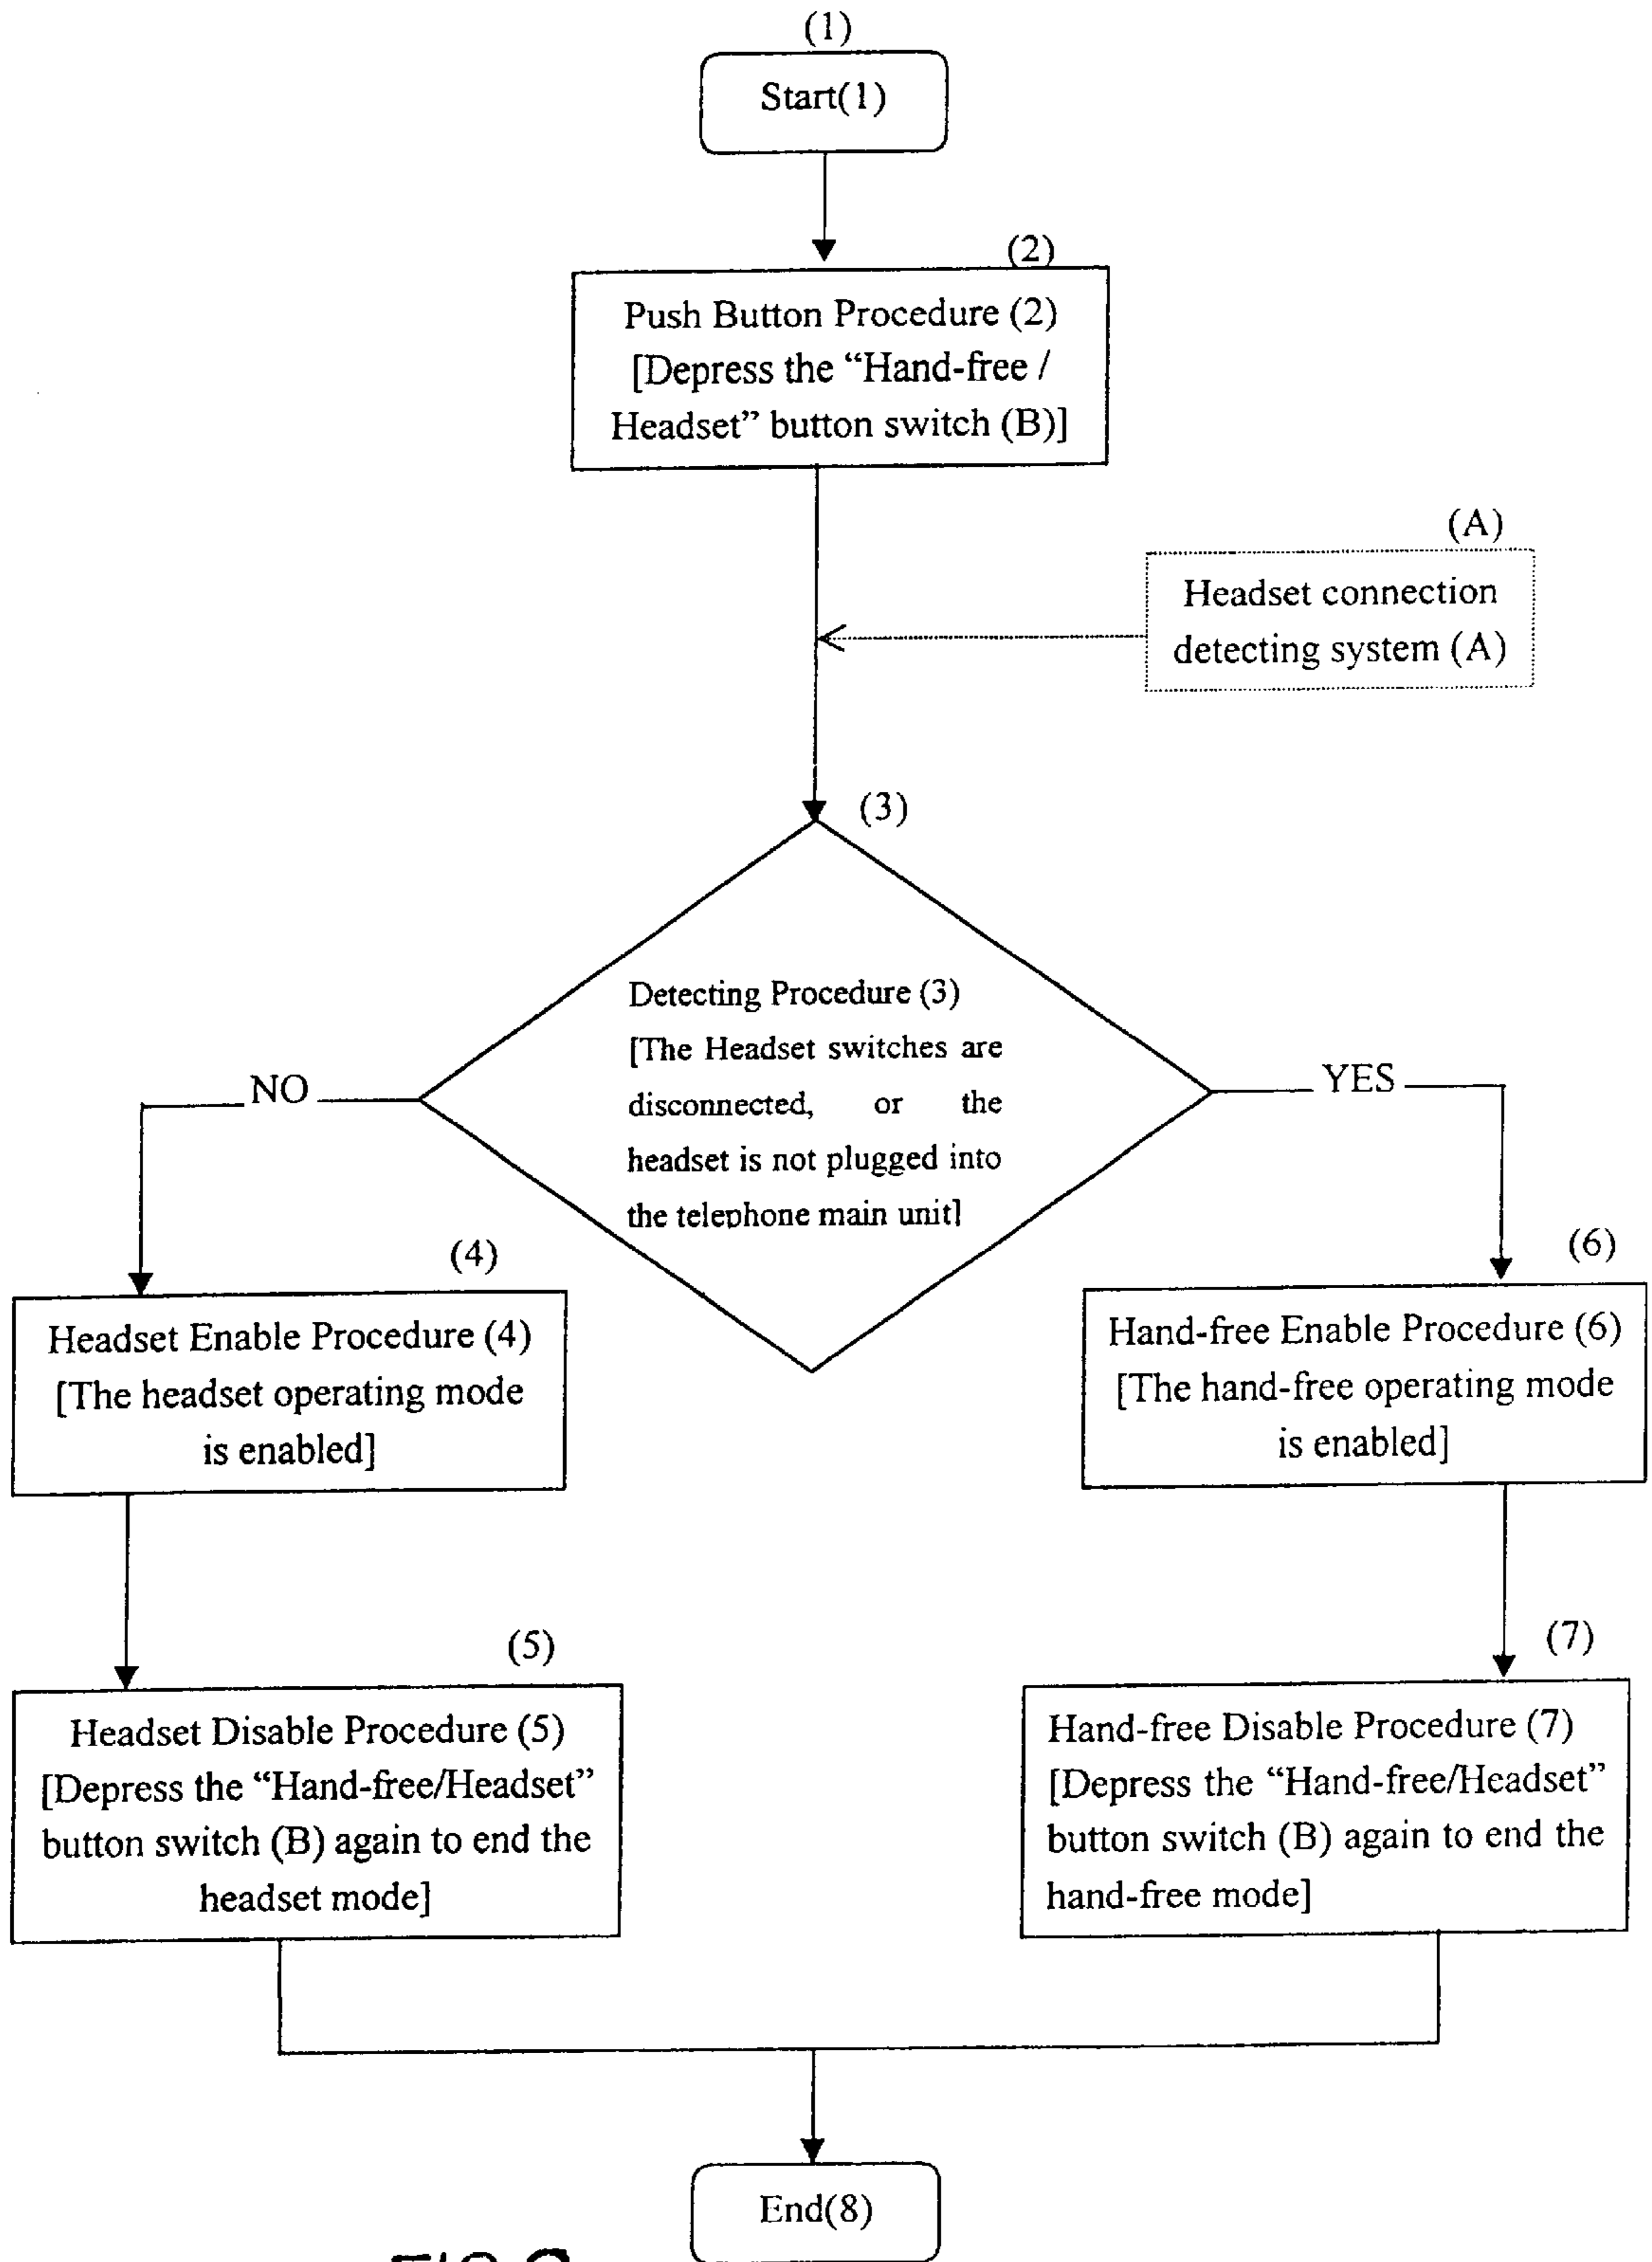 (1)
Start(1)
(2)
Push Button Procedure (2)
[Depress the “Hand-free /
Headset” button switch (B)]
(A)
Headset connection
detecting system (A)
(3)
Detecting Procedure (3)
[The Headset switches are
disconnected, or the
headset is not plugged into
the telephone main unit]
NO
YES
(4)
Headset Enable Procedure (4)
[The headset operating mode
is enabled]
(6)
Hand-free Enable Procedure (6)
[The hand-free operating mode
is enabled]
(5)
Headset Disable Procedure (5)
[Depress the “Hand-free/Headset”
button switch (B) again to end the
headset mode]
(7)
Hand-free Disable Procedure (7)
[Depress the “Hand-free/Headset”
button switch (B) again to end the
hand-free mode]
End(8)